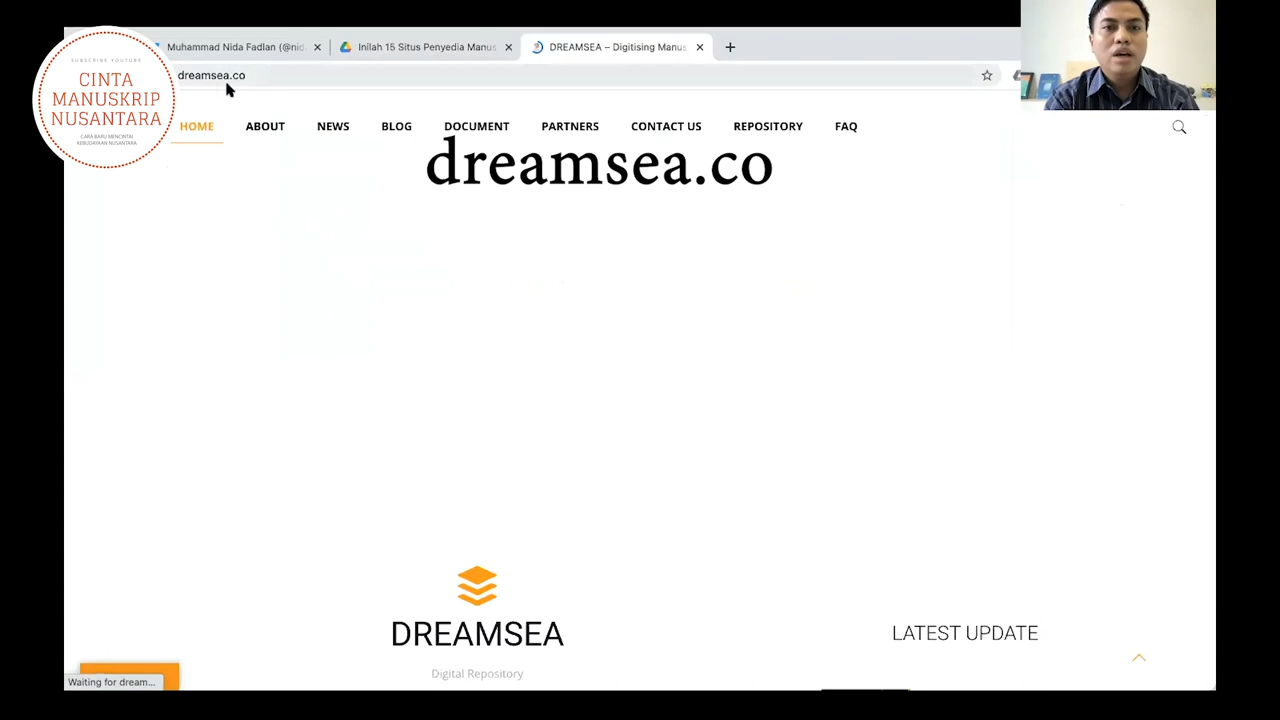 Muhammad Nida Fadlan (@nid
Inilah 15 Situs Penyedia Manus
DREAMSEA – Digitising Manus
dreamsea.co
SUBSCRIBE YOUTUBE
CINTA
MANUSKRIP
NUSANTARA
CARA BARU MENCINTAI
KEBUDAYAAN NUSANTARA
HOME ABOUT NEWS BLOG DOCUMENT PARTNERS CONTACT US REPOSITORY FAQ
dreamsea.co
DREAMSEA
Digital Repository
LATEST UPDATE
Waiting for dream...